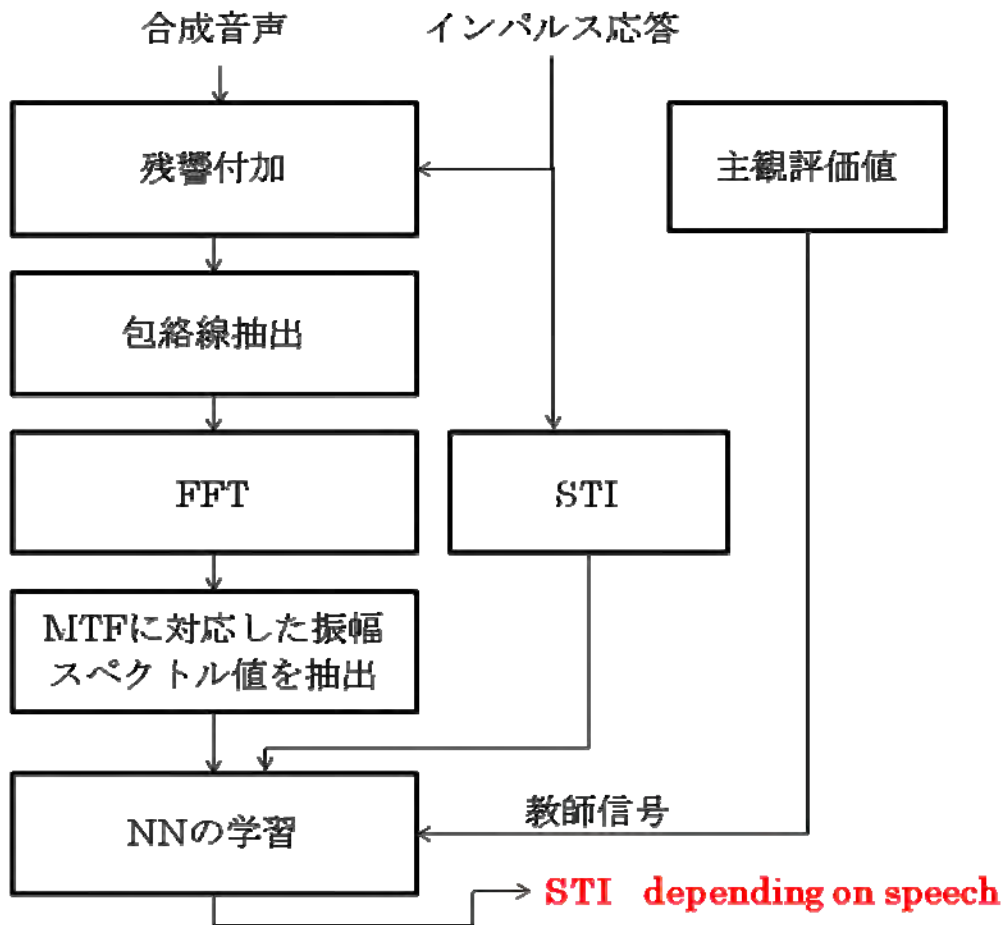 合成音声
インパルス応答
残響付加
主観評価値
包絡線抽出
FFT
STI
MTFに対応した振幅
スペクトル値を抽出
教師信号
NNの学習
STI depending on speech